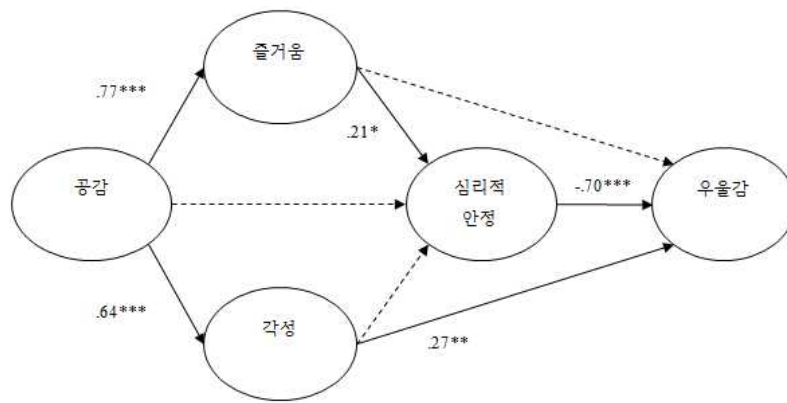 즐거움
.77***
.21*
공감
심리적
안정
-.70***
우울감
.64***
각성
.27**